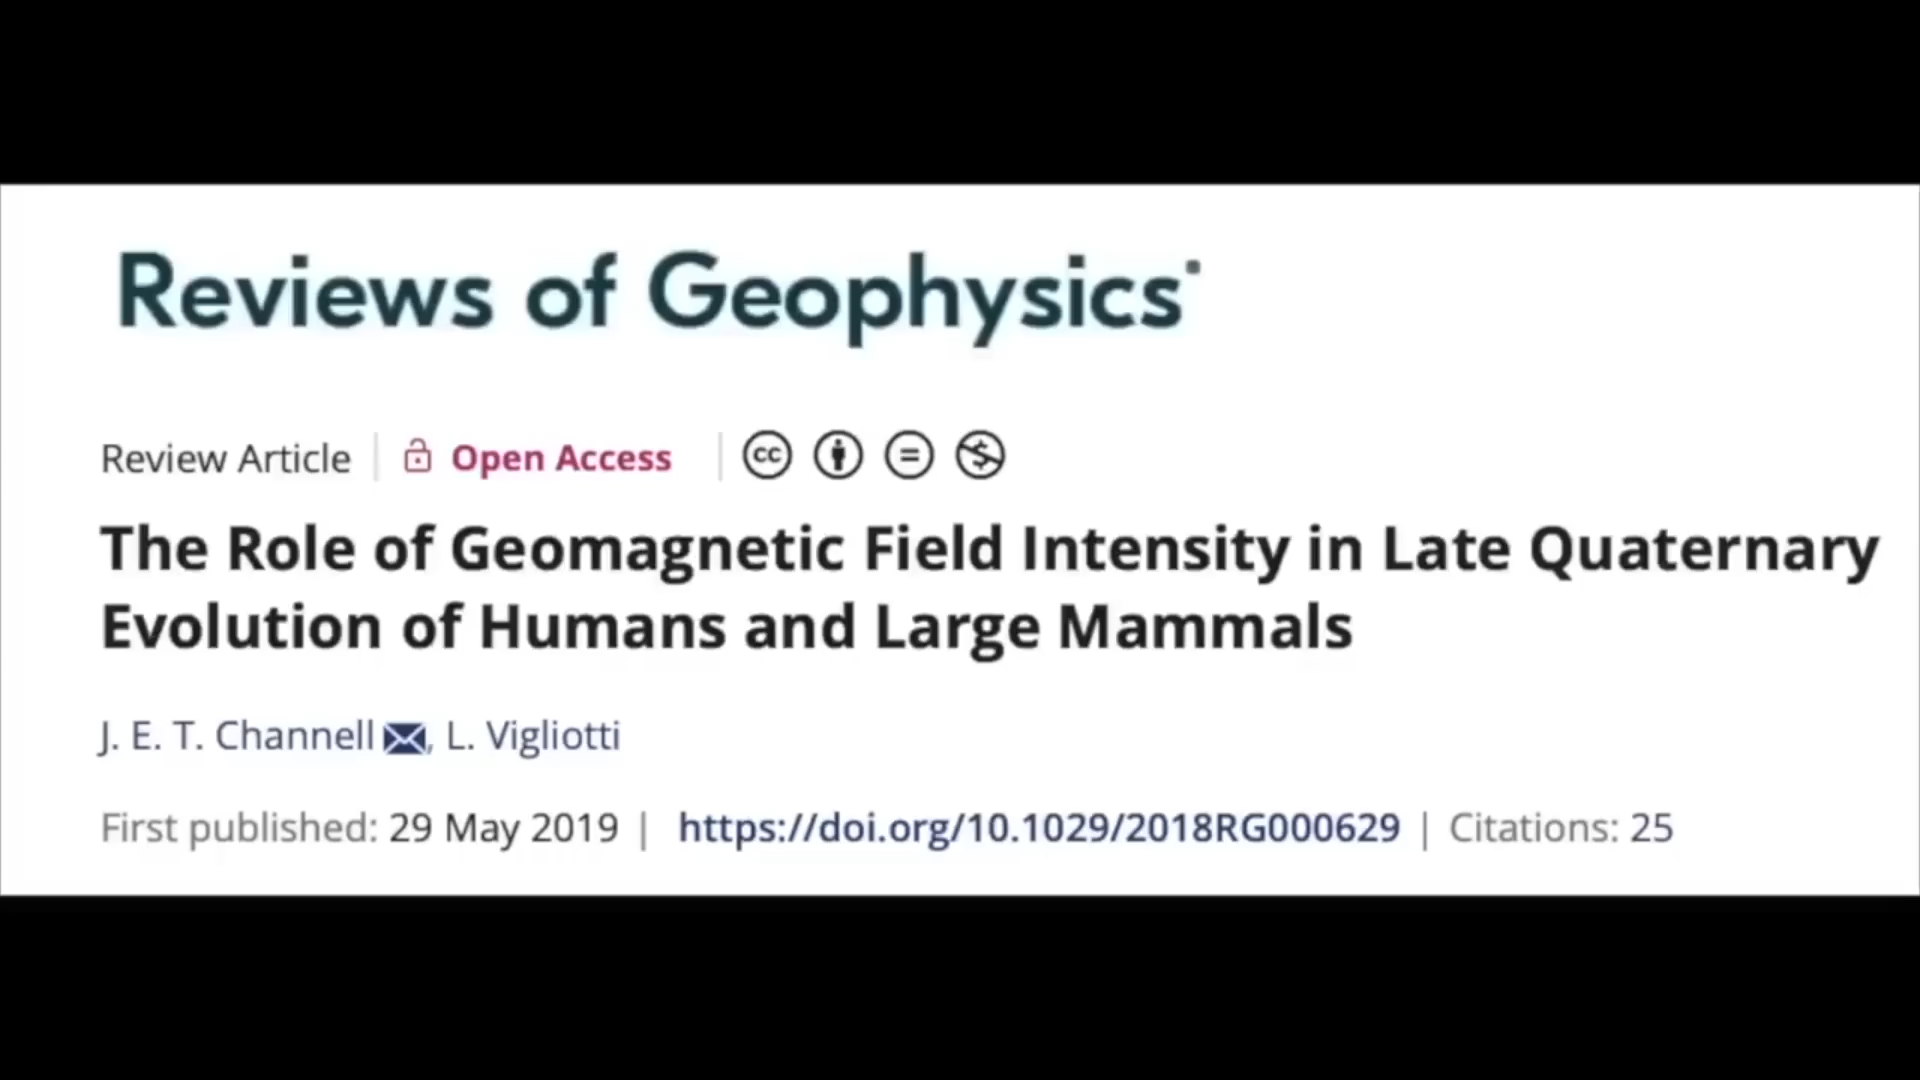 Reviews of Geophysics
Review Article | Open Access |
The Role of Geomagnetic Field Intensity in Late Quaternary
Evolution of Humans and Large Mammals
J. E. T. Channell, L. Vigliotti
First published: 29 May 2019 | https://doi.org/10.1029/2018RG000629 | Citations: 25